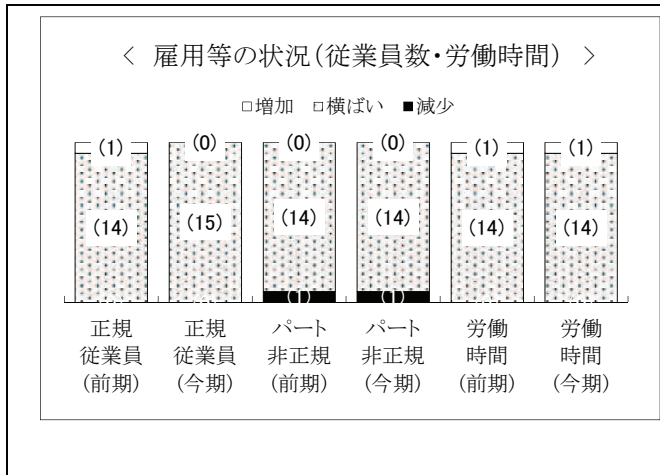 < 雇用等の状況(従業員数・労働時間) >
□増加 □横ばい ■減少
(1) (0) (0) (0) (1) (1)
(14) (15) (14) (14) (14) (14)
(1) (1)
正規 正規 パート パート 労働 労働
従業員 従業員 非正規 非正規 時間 時間
(前期) (今期) (前期) (今期) (前期) (今期)